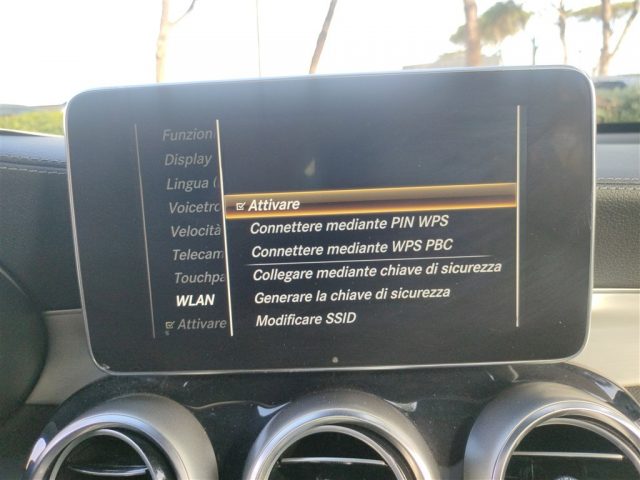 Funzion
Display
Lingua (
Voicetro
Velocità
Telecam
Touchpa
WLAN
Attivare
Attivare
Connettere mediante PIN WPS
Connettere mediante WPS PBC
Collegare mediante chiave di sicurezza
Generare la chiave di sicurezza
Modificare SSID